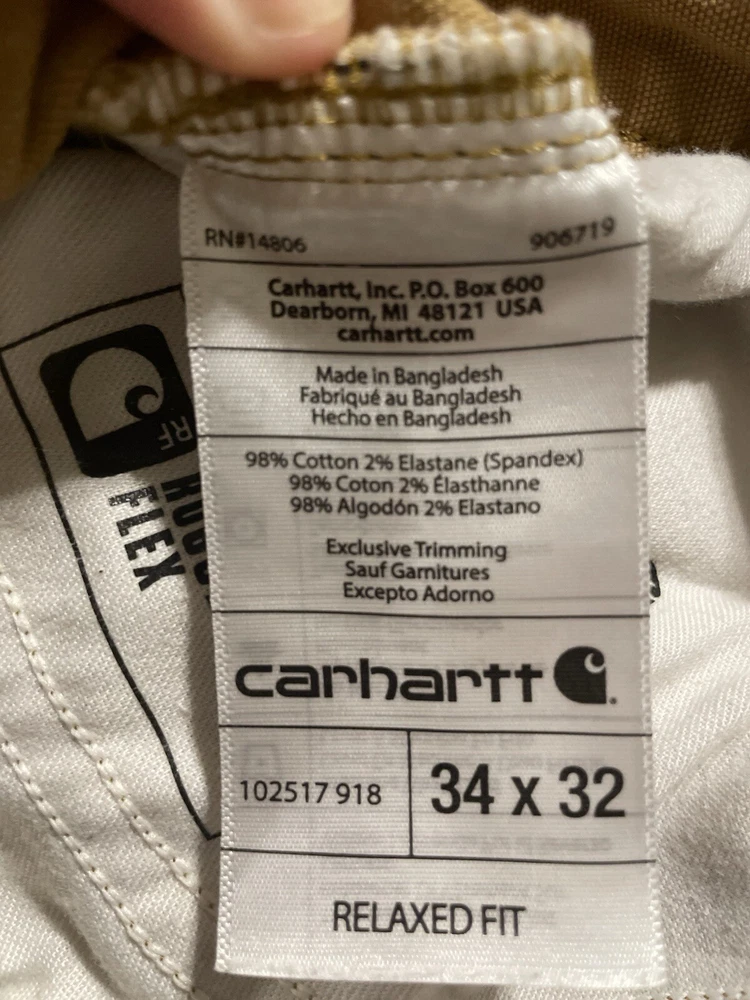 RN#14806 906719
Carhartt, Inc. P.O. Box 600
Dearborn, MI 48121 USA
carhartt.com
Made in Bangladesh
Fabriqué au Bangladesh
Hecho en Bangladesh
98% Cotton 2% Elastane (Spandex)
98% Coton 2% Élasthanne
98% Algodón 2% Elastano
Exclusive Trimming
Sauf Garnitures
Excepto Adorno
carhartt
102517 918
34 x 32
RELAXED FIT
RF
FLEX